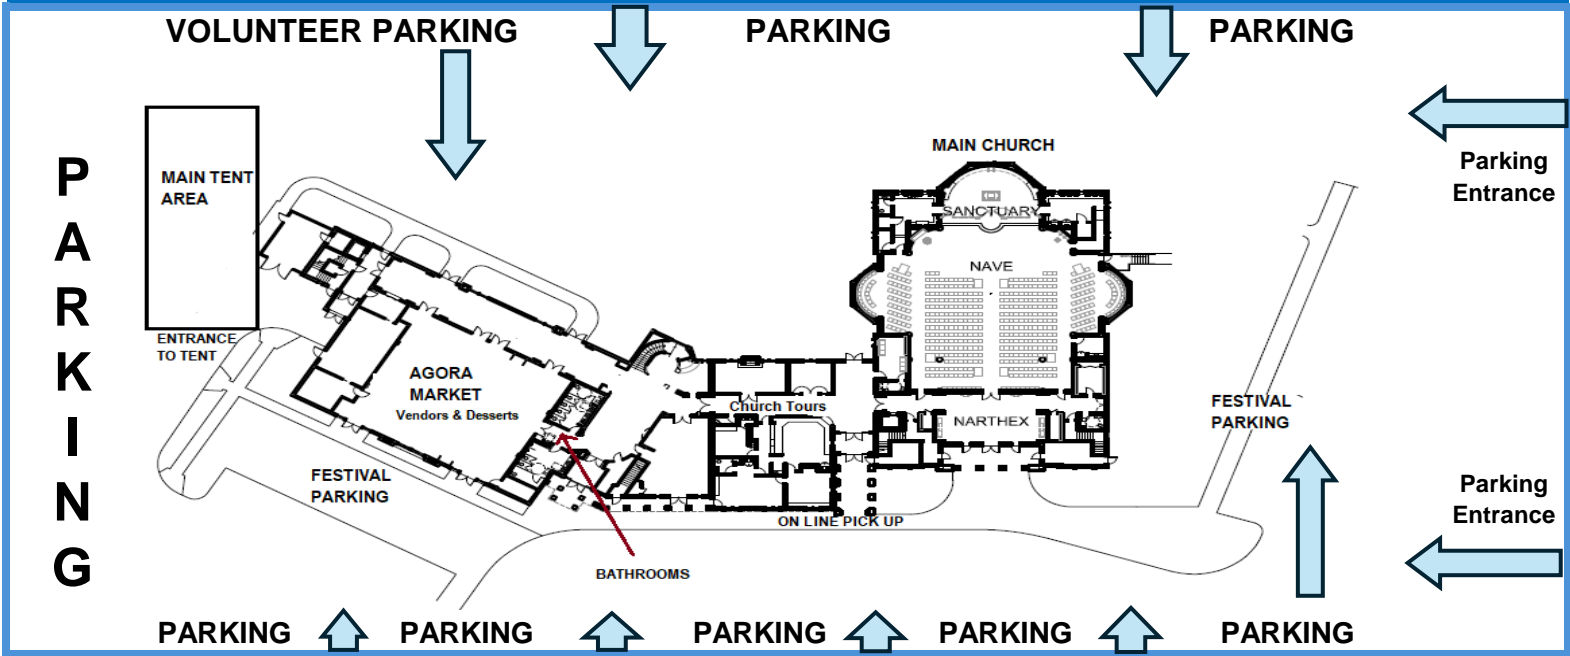 VOLUNTEER PARKING
PARKING
PARKING
Parking
Entrance
P
A
R
K
I
N
G
MAIN TENT
AREA
ENTRANCE
TO TENT
MAIN CHURCH
SANCTUARY
NAVE
AGORA
MARKET
Vendors & Desserts
Church Tours
NARTHEX
FESTIVAL
PARKING
FESTIVAL
PARKING
ON LINE PICK UP
BATHROOMS
Parking
Entrance
PARKING
PARKING
PARKING
PARKING
PARKING